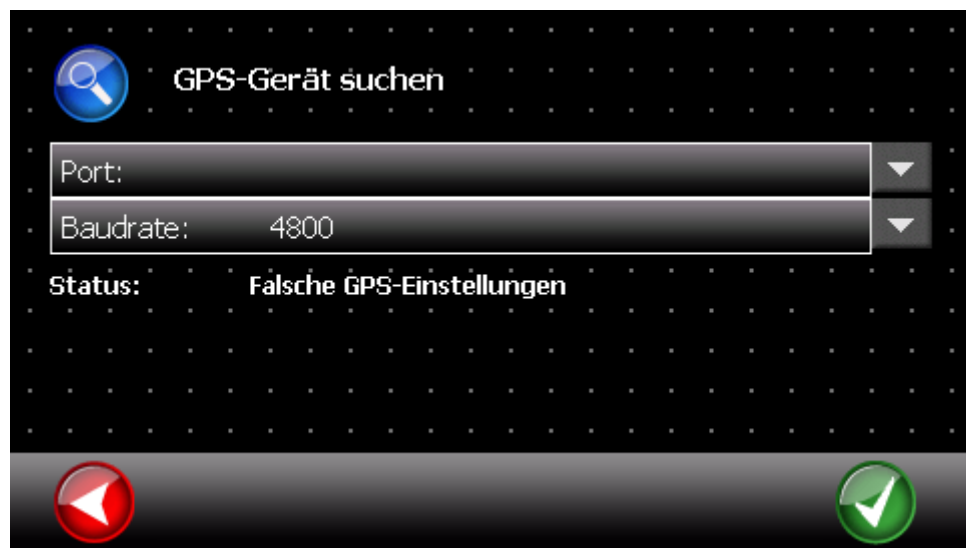 GPS-Gerät suchen
Port:
Baudrate: 4800
Status: Falsche GPS-Einstellungen